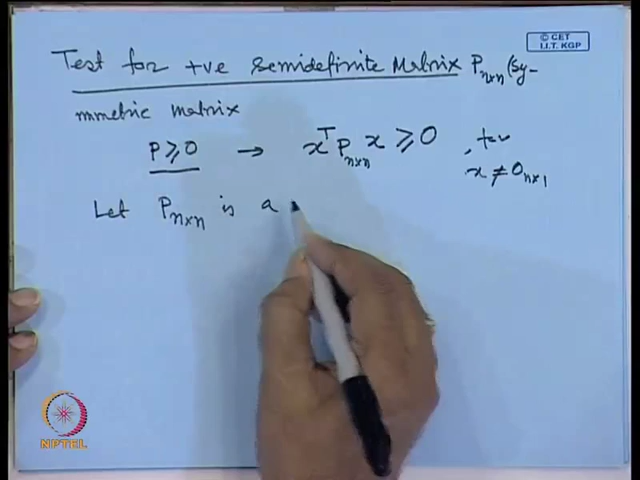 © CET
I.I.T. KGP
Test for +ve Semidefinite Matrix Pn×n (Sy-
mmetric matrix
P ⩾ 0 → xᵀ Pn×n x ⩾ 0 , for
x ≠ 0n×1
Let Pn×n is a
NPTEL